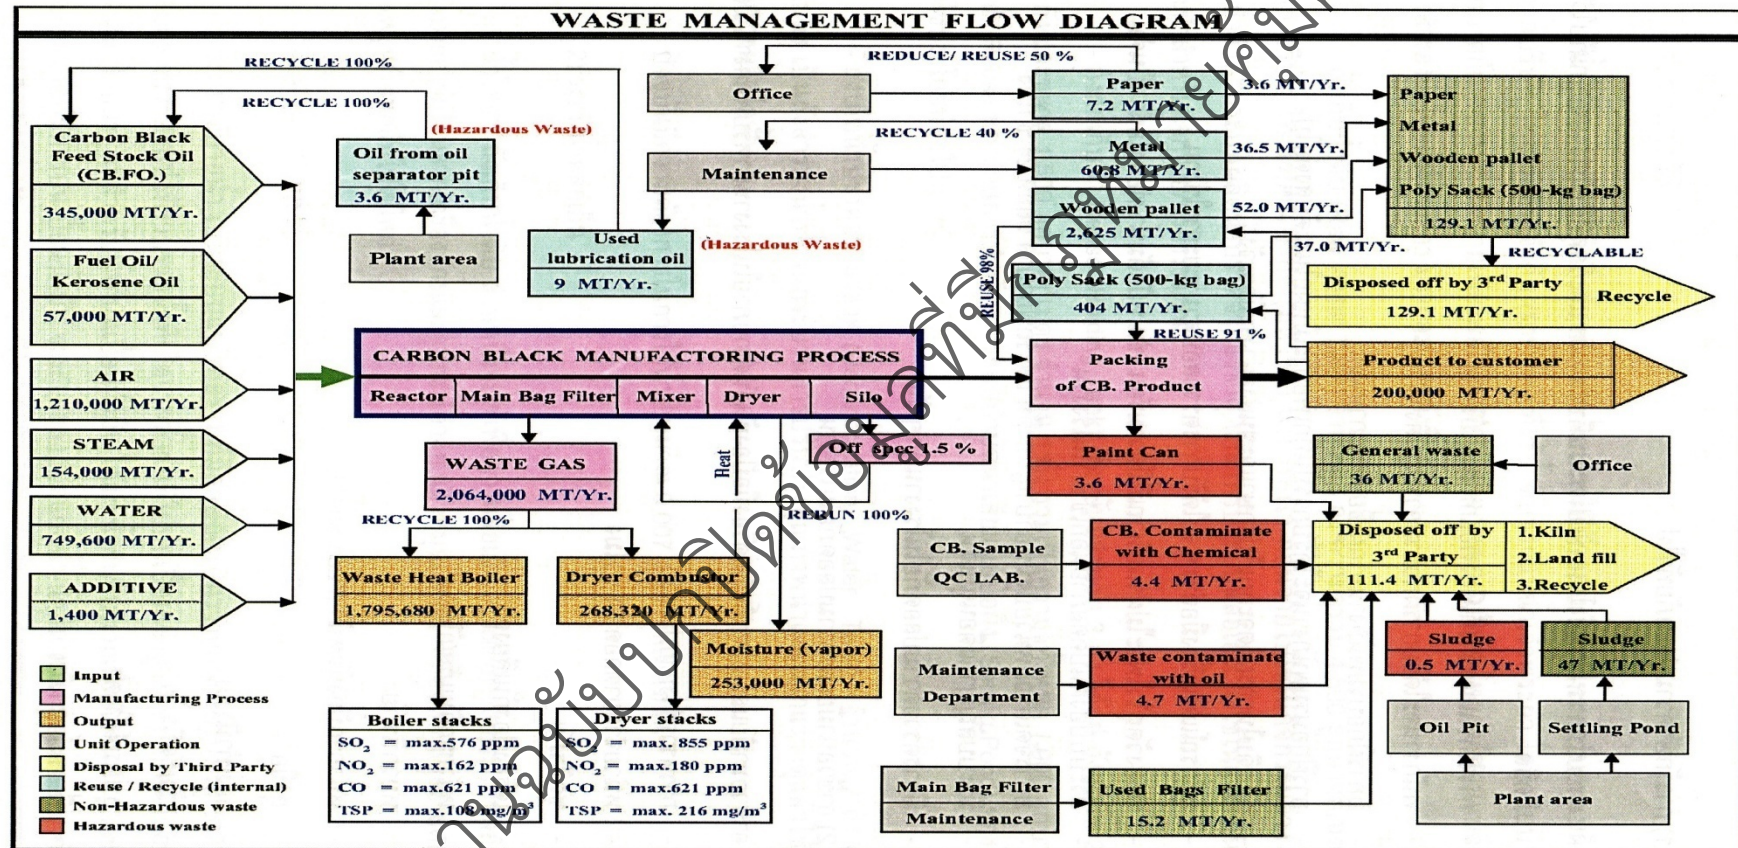 WASTE MANAGEMENT FLOW DIAGRAM
RECYCLE 100%
RECYCLE 100%
REDUCE/ REUSE 50 %
RECYCLE 40 %
Office
Paper
7.2 MT/Yr.
3.6 MT/Yr.
Maintenance
Metal
60.8 MT/Yr.
36.5 MT/Yr.
Wooden pallet
2,625 MT/Yr.
52.0 MT/Yr.
37.0 MT/Yr.
Poly Sack (500-kg bag)
404 MT/Yr.
REUSE 98%
REUSE 91 %
Paper
Metal
Wooden pallet
Poly Sack (500-kg bag)
129.1 MT/Yr.
RECYCLABLE
Disposed off by 3rd Party
129.1 MT/Yr.
Recycle
Carbon Black
Feed Stock Oil
(CB.FO.)
345,000 MT/Yr.
Fuel Oil/
Kerosene Oil
57,000 MT/Yr.
AIR
1,210,000 MT/Yr.
STEAM
154,000 MT/Yr.
WATER
749,600 MT/Yr.
ADDITIVE
1,400 MT/Yr.
(Hazardous Waste)
Oil from oil
separator pit
3.6 MT/Yr.
Plant area
Used
lubrication oil
9 MT/Yr.
(Hazardous Waste)
CARBON BLACK MANUFACTORING PROCESS
Reactor
Main Bag Filter
Mixer
Dryer
Silo
Packing
of CB. Product
Product to customer
200,000 MT/Yr.
WASTE GAS
2,064,000 MT/Yr.
RECYCLE 100%
Heat
Off spec 1.5 %
RERUN 100%
Waste Heat Boiler
1,795,680 MT/Yr.
Dryer Combustor
268,320 MT/Yr.
Moisture (vapor)
253,000 MT/Yr.
Boiler stacks
SO2 = max.576 ppm
NO2 = max.162 ppm
CO = max.621 ppm
TSP = max.108 mg/m3
Dryer stacks
SO2 = max. 855 ppm
NO2 = max.180 ppm
CO = max.621 ppm
TSP = max. 216 mg/m3
Paint Can
3.6 MT/Yr.
General waste
36 MT/Yr.
Office
CB. Sample
QC LAB.
CB. Contaminate
with Chemical
4.4 MT/Yr.
Disposed off by
3rd Party
111.4 MT/Yr.
1.Kiln
2.Land fill
3.Recycle
Maintenance
Department
Waste contaminate
with oil
4.7 MT/Yr.
Sludge
0.5 MT/Yr.
Sludge
47 MT/Yr.
Oil Pit
Settling Pond
Plant area
Main Bag Filter
Maintenance
Used Bags Filter
15.2 MT/Yr.
Input
Manufacturing Process
Output
Unit Operation
Disposal by Third Party
Reuse / Recycle (internal)
Non-Hazardous waste
Hazardous waste